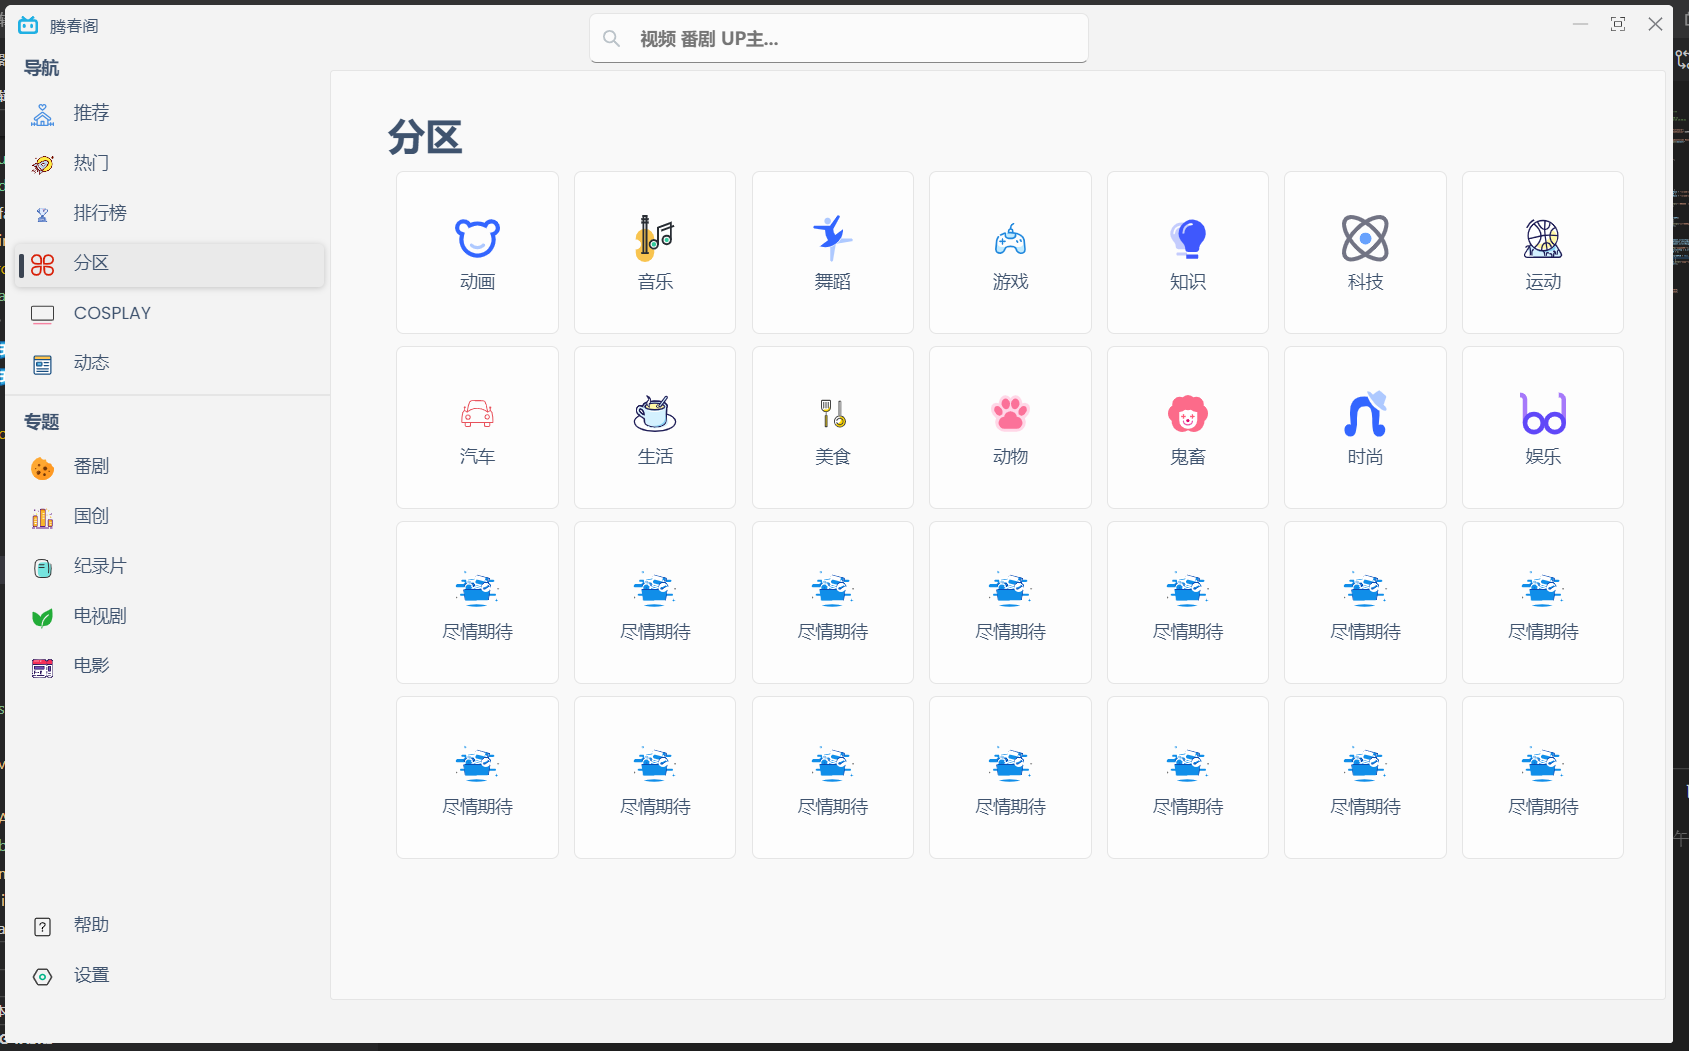 腾春阁
视频 番剧 UP主...
导航
推荐
热门
排行榜
分区
COSPLAY
动态
专题
番剧
国创
纪录片
电视剧
电影
帮助
设置
分区
动画 音乐 舞蹈 游戏 知识 科技 运动
汽车 生活 美食 动物 鬼畜 时尚 娱乐
尽情期待 尽情期待 尽情期待 尽情期待 尽情期待 尽情期待 尽情期待
尽情期待 尽情期待 尽情期待 尽情期待 尽情期待 尽情期待 尽情期待